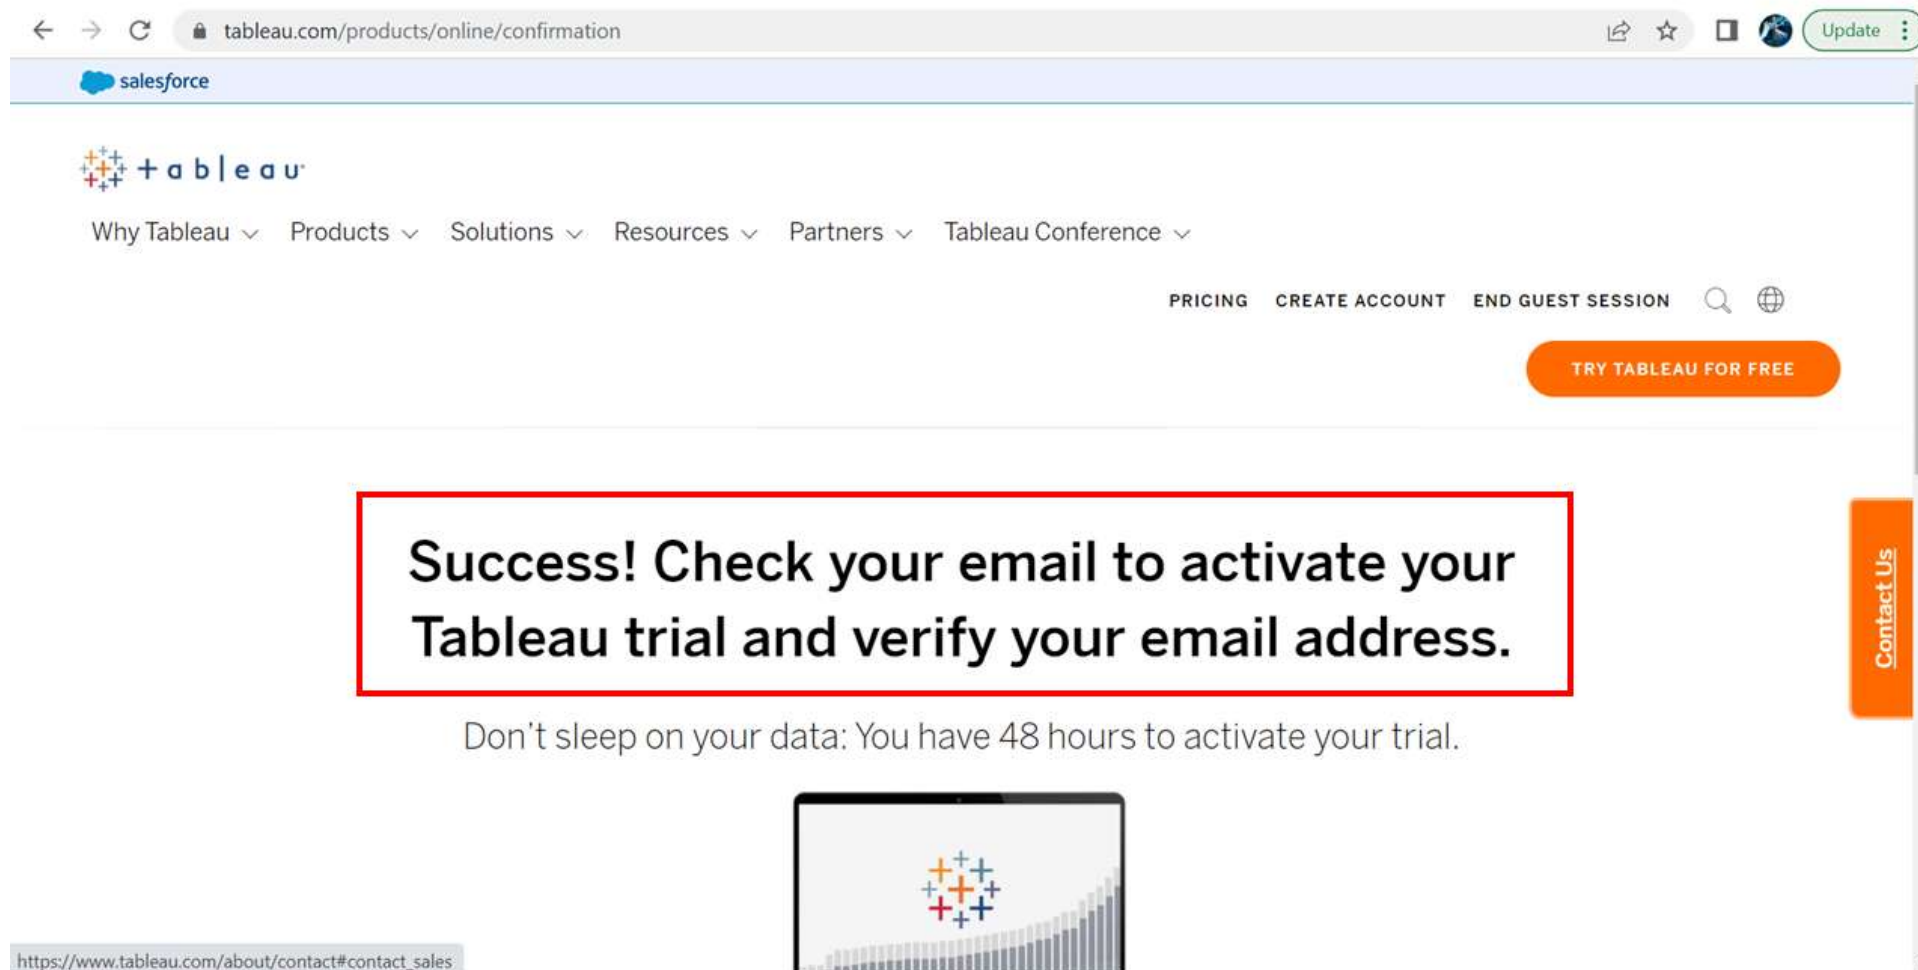 tableau.com/products/online/confirmation
Update
salesforce
+ableau
Why Tableau Products Solutions Resources Partners Tableau Conference
PRICING CREATE ACCOUNT END GUEST SESSION
TRY TABLEAU FOR FREE
Success! Check your email to activate your
Tableau trial and verify your email address.
Contact Us
Don't sleep on your data: You have 48 hours to activate your trial.
https://www.tableau.com/about/contact#contact_sales